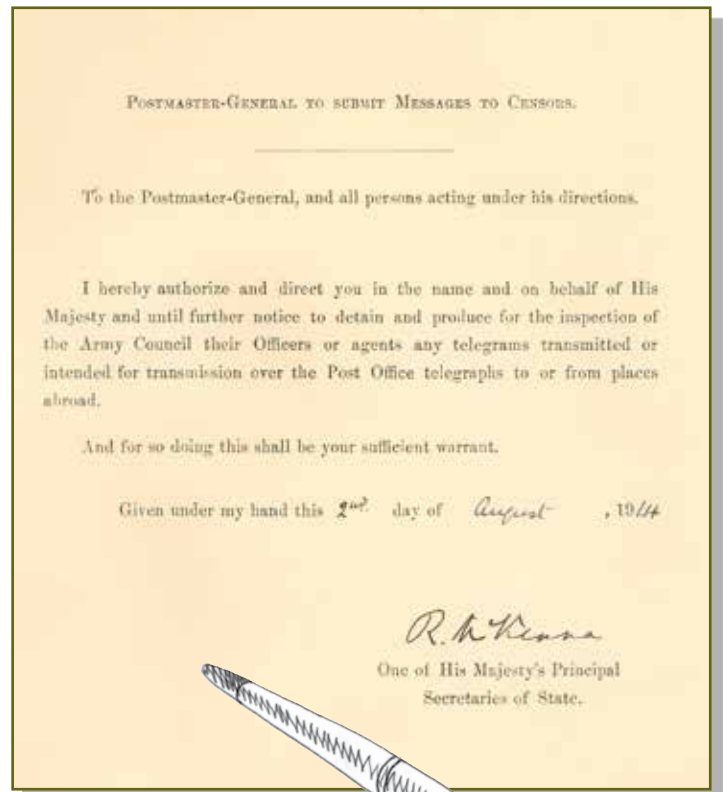 POSTMASTER-GENERAL TO SUBMIT MESSAGES TO CENSORS.
To the Postmaster-General, and all persons acting under his directions.
I hereby authorize and direct you in the name and on behalf of His
Majesty and until further notice to detain and produce for the inspection of
the Army Council their Officers or agents any telegrams transmitted or
intended for transmission over the Post Office telegraphs to or from places
abroad.
And for so doing this shall be your sufficient warrant.
Given under my hand this 2nd. day of August , 1914
R. McKenna
One of His Majesty's Principal
Secretaries of State.